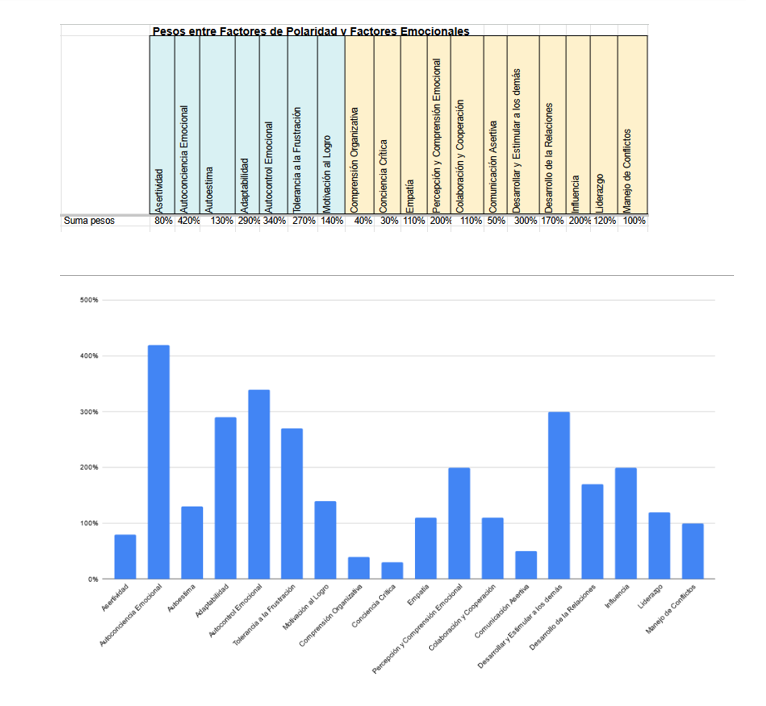 Pesos entre Factores de Polaridad y Factores Emocionales
Asertividad
Autoconciencia Emocional
Autoestima
Adaptabilidad
Autocontrol Emocional
Tolerancia a la Frustración
Motivación al Logro
Comprensión Organizativa
Conciencia Crítica
Empatía
Percepción y Comprensión Emocional
Colaboración y Cooperación
Comunicación Asertiva
Desarrollar y Estimular a los demás
Desarrollo de la Relaciones
Influencia
Liderazgo
Manejo de Conflictos
Suma pesos 80% 420% 130% 290% 340% 270% 140% 40% 30% 110% 200% 110% 50% 300% 170% 200% 120% 100%
500%
400%
300%
200%
100%
0%
Asertividad
Autoconciencia Emocional
Autoestima
Adaptabilidad
Autocontrol Emocional
Tolerancia a la Frustración
Motivación al Logro
Comprensión Organizativa
Conciencia Crítica
Empatía
Percepción y Comprensión Emocional
Colaboración y Cooperación
Comunicación Asertiva
Desarrollar y Estimular a los demás
Desarrollo de la Relaciones
Influencia
Liderazgo
Manejo de Conflictos